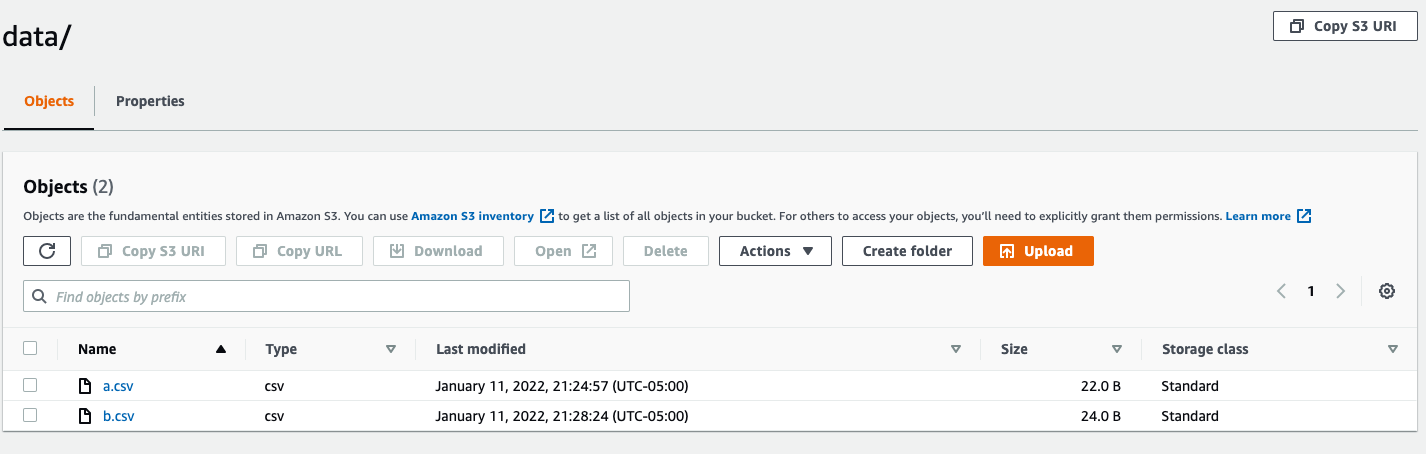 data/
Copy S3 URI
Objects
Properties
Objects (2)
Objects are the fundamental entities stored in Amazon S3. You can use Amazon S3 inventory to get a list of all objects in your bucket. For others to access your objects, you'll need to explicitly grant them permissions. Learn more
Copy S3 URI Copy URL Download Open Delete Actions Create folder Upload
Find objects by prefix
1
Name Type Last modified Size Storage class
a.csv csv January 11, 2022, 21:24:57 (UTC-05:00) 22.0 B Standard
b.csv csv January 11, 2022, 21:28:24 (UTC-05:00) 24.0 B Standard